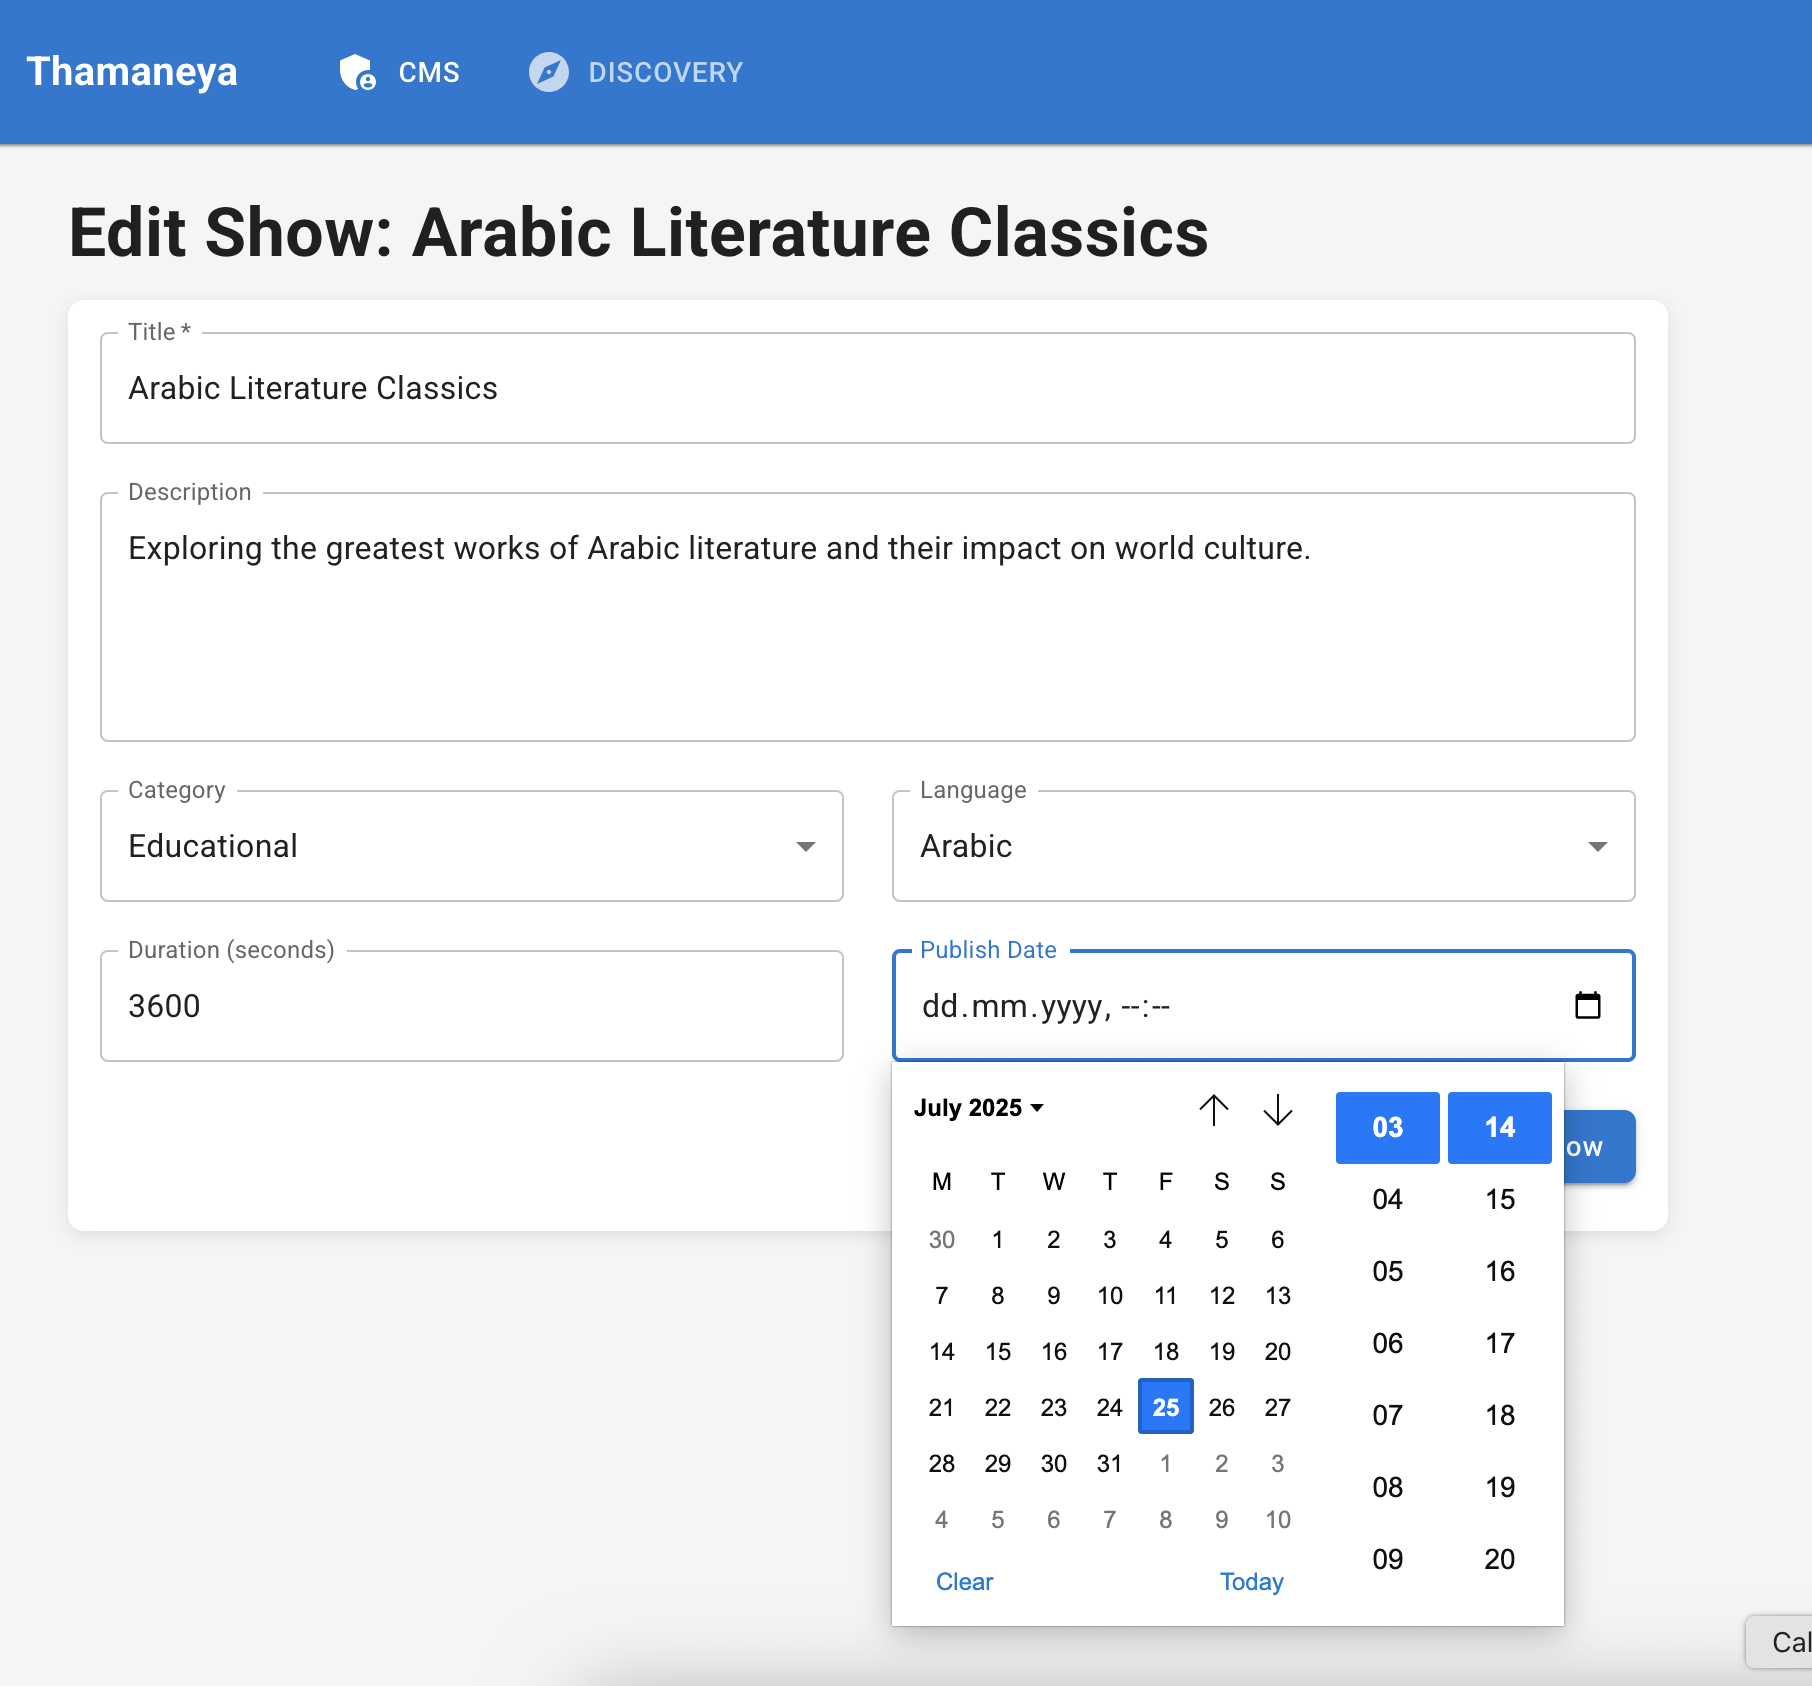 Thamaneya CMS DISCOVERY
Edit Show: Arabic Literature Classics
Title *
Arabic Literature Classics
Description
Exploring the greatest works of Arabic literature and their impact on world culture.
Category
Educational
Language
Arabic
Duration (seconds)
3600
Publish Date
dd.mm.yyyy, --:--
July 2025
M T W T F S S
30 1 2 3 4 5 6
7 8 9 10 11 12 13
14 15 16 17 18 19 20
21 22 23 24 25 26 27
28 29 30 31 1 2 3
4 5 6 7 8 9 10
Clear Today
03 14
04 15
05 16
06 17
07 18
08 19
09 20